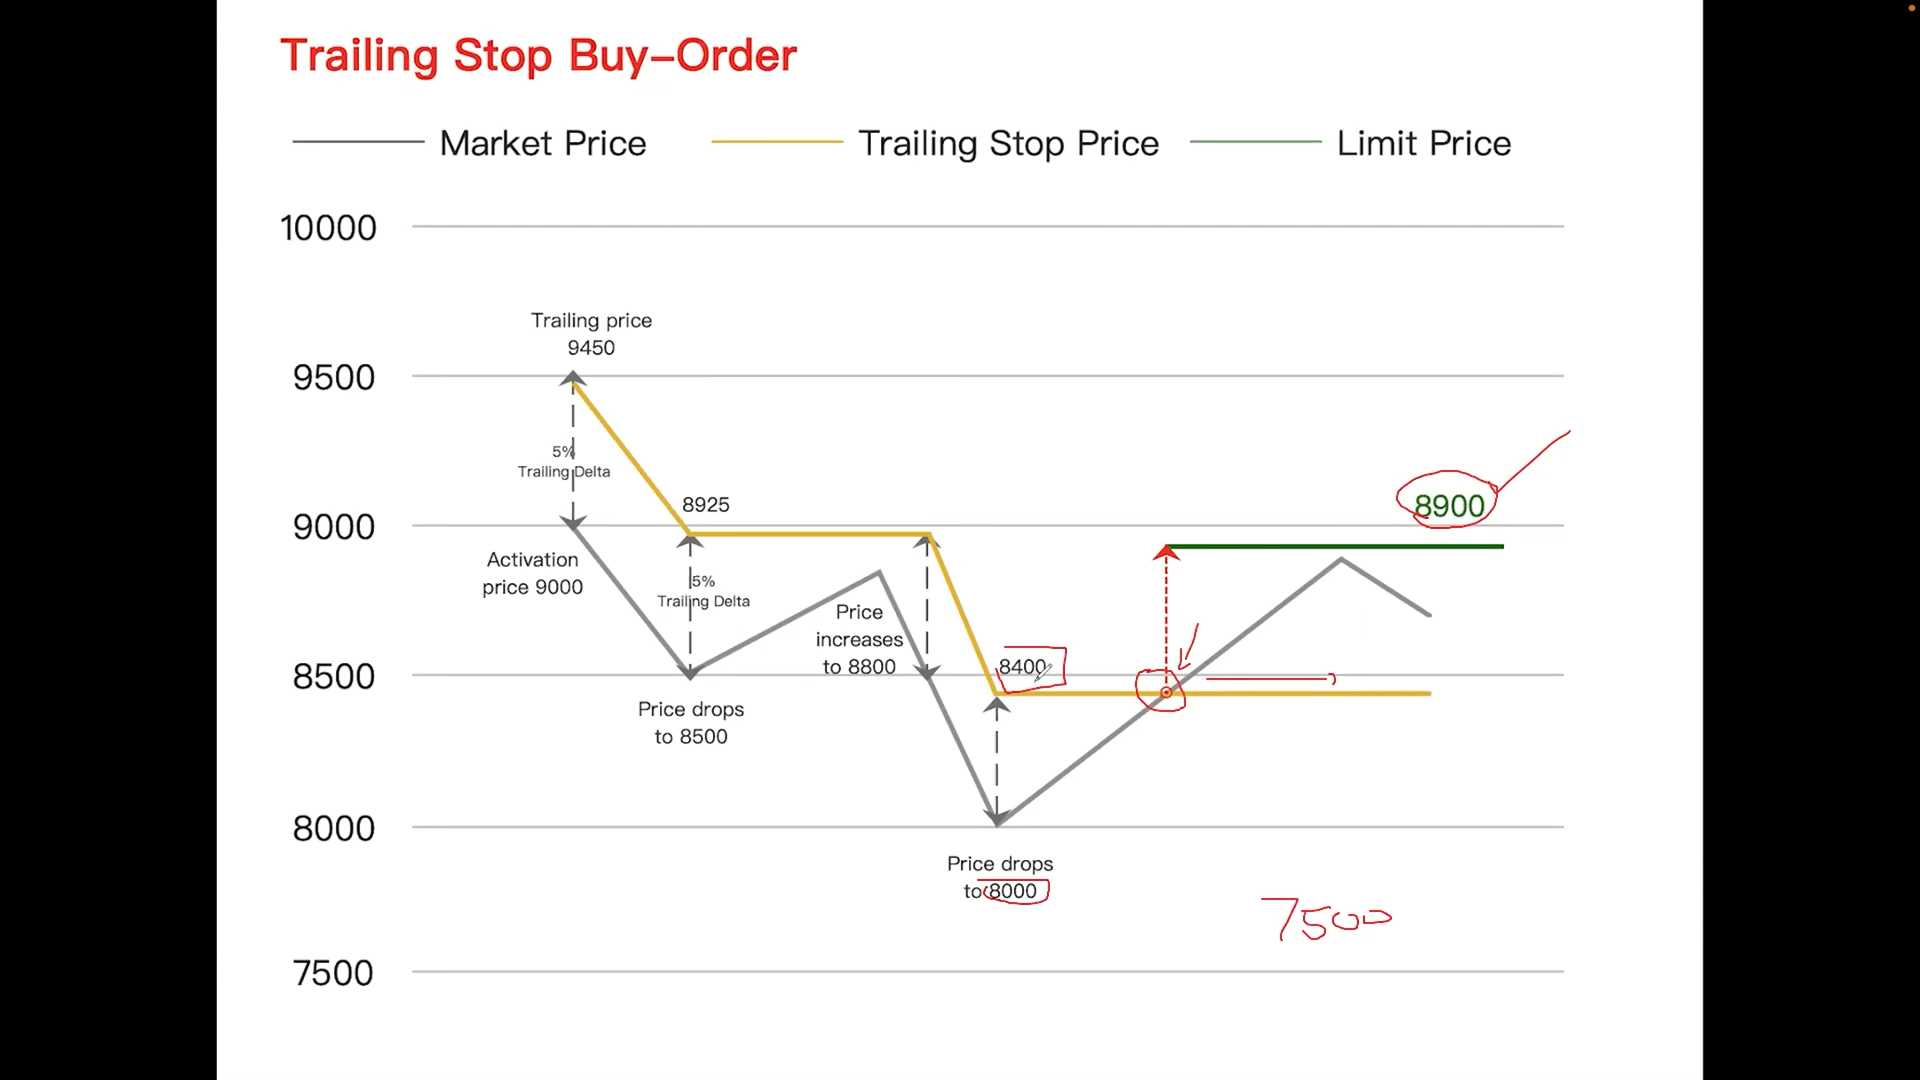 Trailing Stop Buy-Order
Market Price
Trailing Stop Price
Limit Price
10000
Trailing price
9450
9500
5%
Trailing Delta
8925
8900
9000
Activation
price 9000
5%
Trailing Delta
Price
increases
to 8800
8400
8500
Price drops
to 8500
8000
Price drops
to 8000
7500
7500